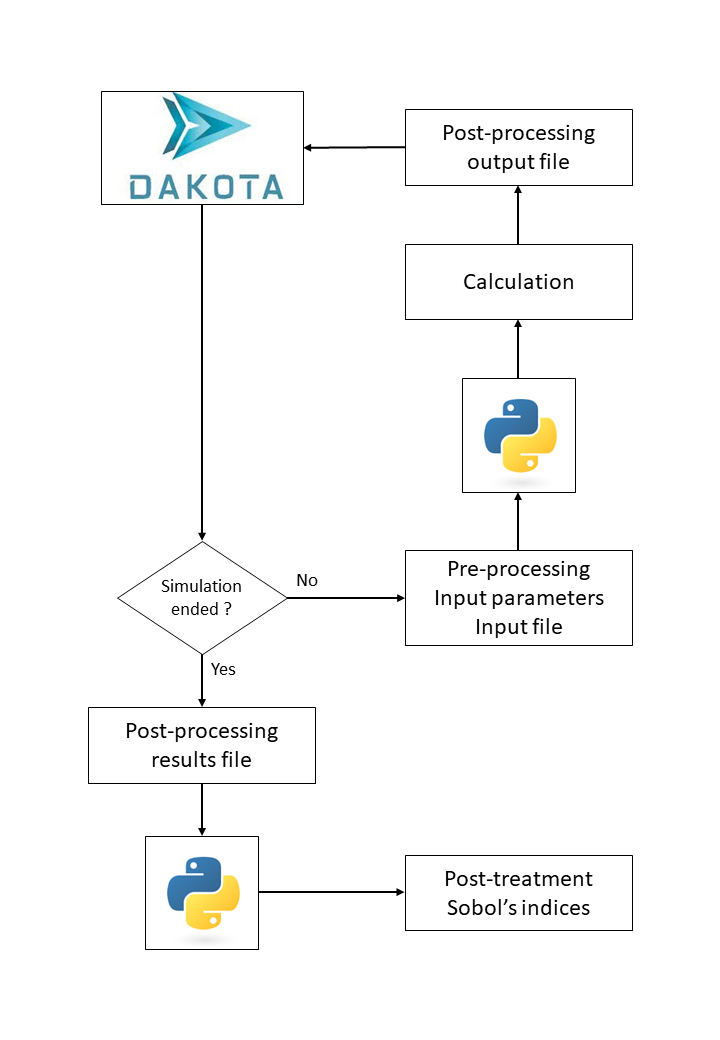 DAKOTA
Post-processing
output file
Calculation
Simulation
ended ?
No
Pre-processing
Input parameters
Input file
Yes
Post-processing
results file
Post-treatment
Sobol’s indices